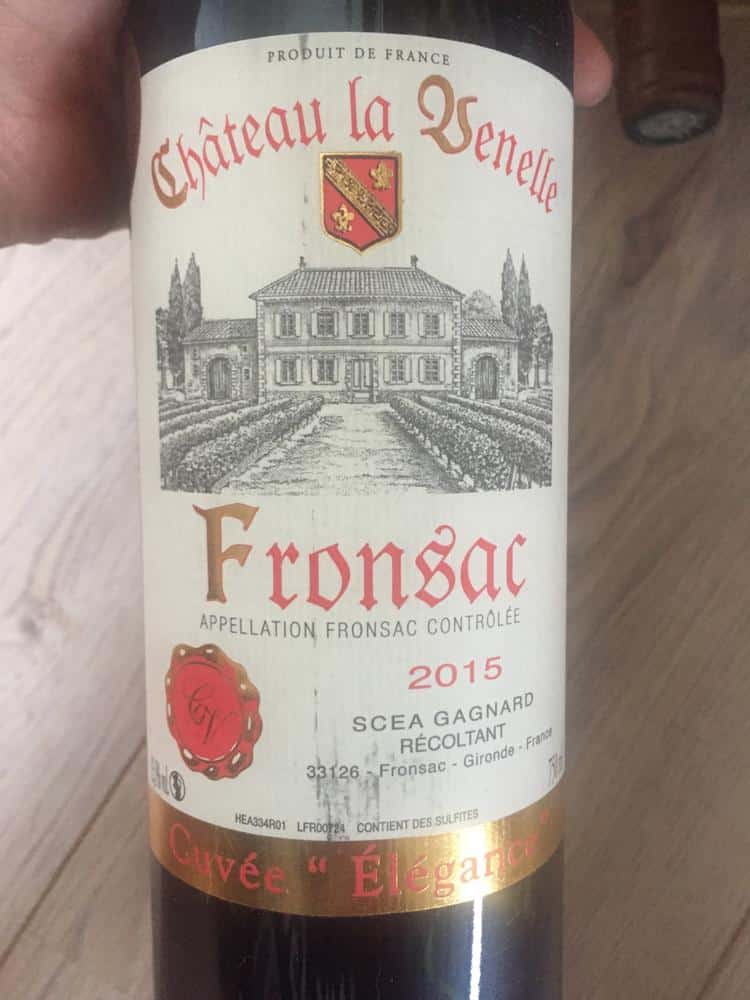 PRODUIT DE FRANCE
Château la Venelle
Fronsac
APPELLATION FRONSAC CONTRÔLÉE
2015
CV
SCEA GAGNARD
RÉCOLTANT
33126 - Fronsac - Gironde - France
HEA334R01 LFR00724 CONTIENT DES SULFITES
Cuvée " Élégance "